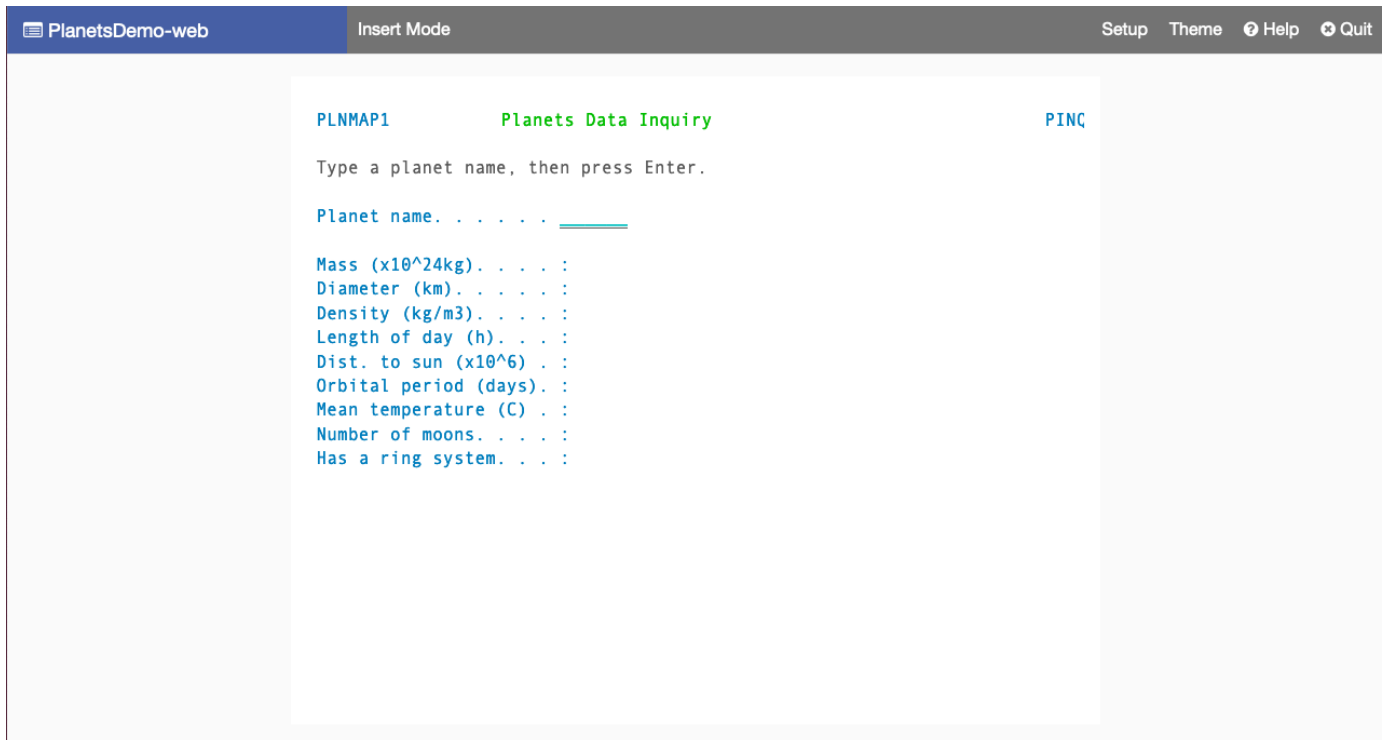 PlanetsDemo-web Insert Mode Setup Theme Help Quit
PLNMAP1 Planets Data Inquiry PINQ
Type a planet name, then press Enter.
Planet name. . . . . . _______
Mass (x10^24kg). . . . :
Diameter (km). . . . . :
Density (kg/m3). . . . :
Length of day (h). . . :
Dist. to sun (x10^6) . :
Orbital period (days). :
Mean temperature (C) . :
Number of moons. . . . :
Has a ring system. . . :